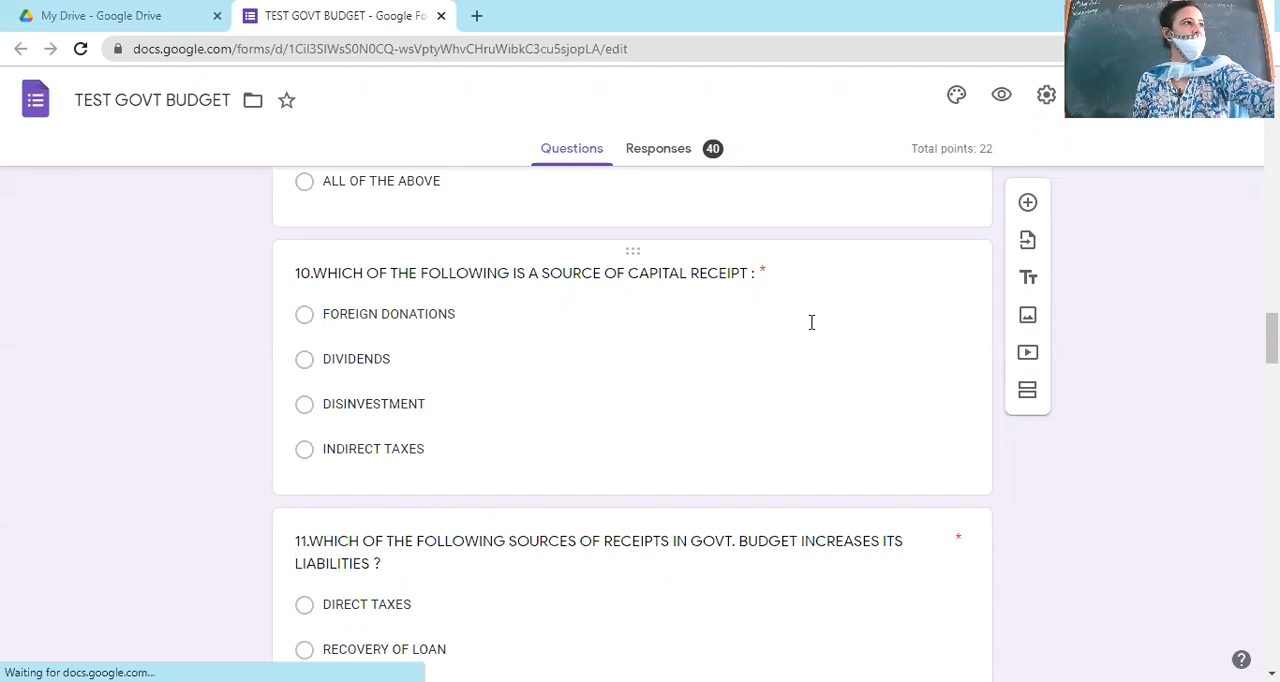 My Drive - Google Drive
TEST GOVT BUDGET - Google Fo
docs.google.com/forms/d/1Cil3SlWsS0N0CQ-wsVptyWhvCHruWibkC3cu5sjopLA/edit
TEST GOVT BUDGET
Questions
Responses 40
Total points: 22
ALL OF THE ABOVE
10.WHICH OF THE FOLLOWING IS A SOURCE OF CAPITAL RECEIPT : *
FOREIGN DONATIONS
DIVIDENDS
DISINVESTMENT
INDIRECT TAXES
11.WHICH OF THE FOLLOWING SOURCES OF RECEIPTS IN GOVT. BUDGET INCREASES ITS *
LIABILITIES ?
DIRECT TAXES
RECOVERY OF LOAN
Waiting for docs.google.com...